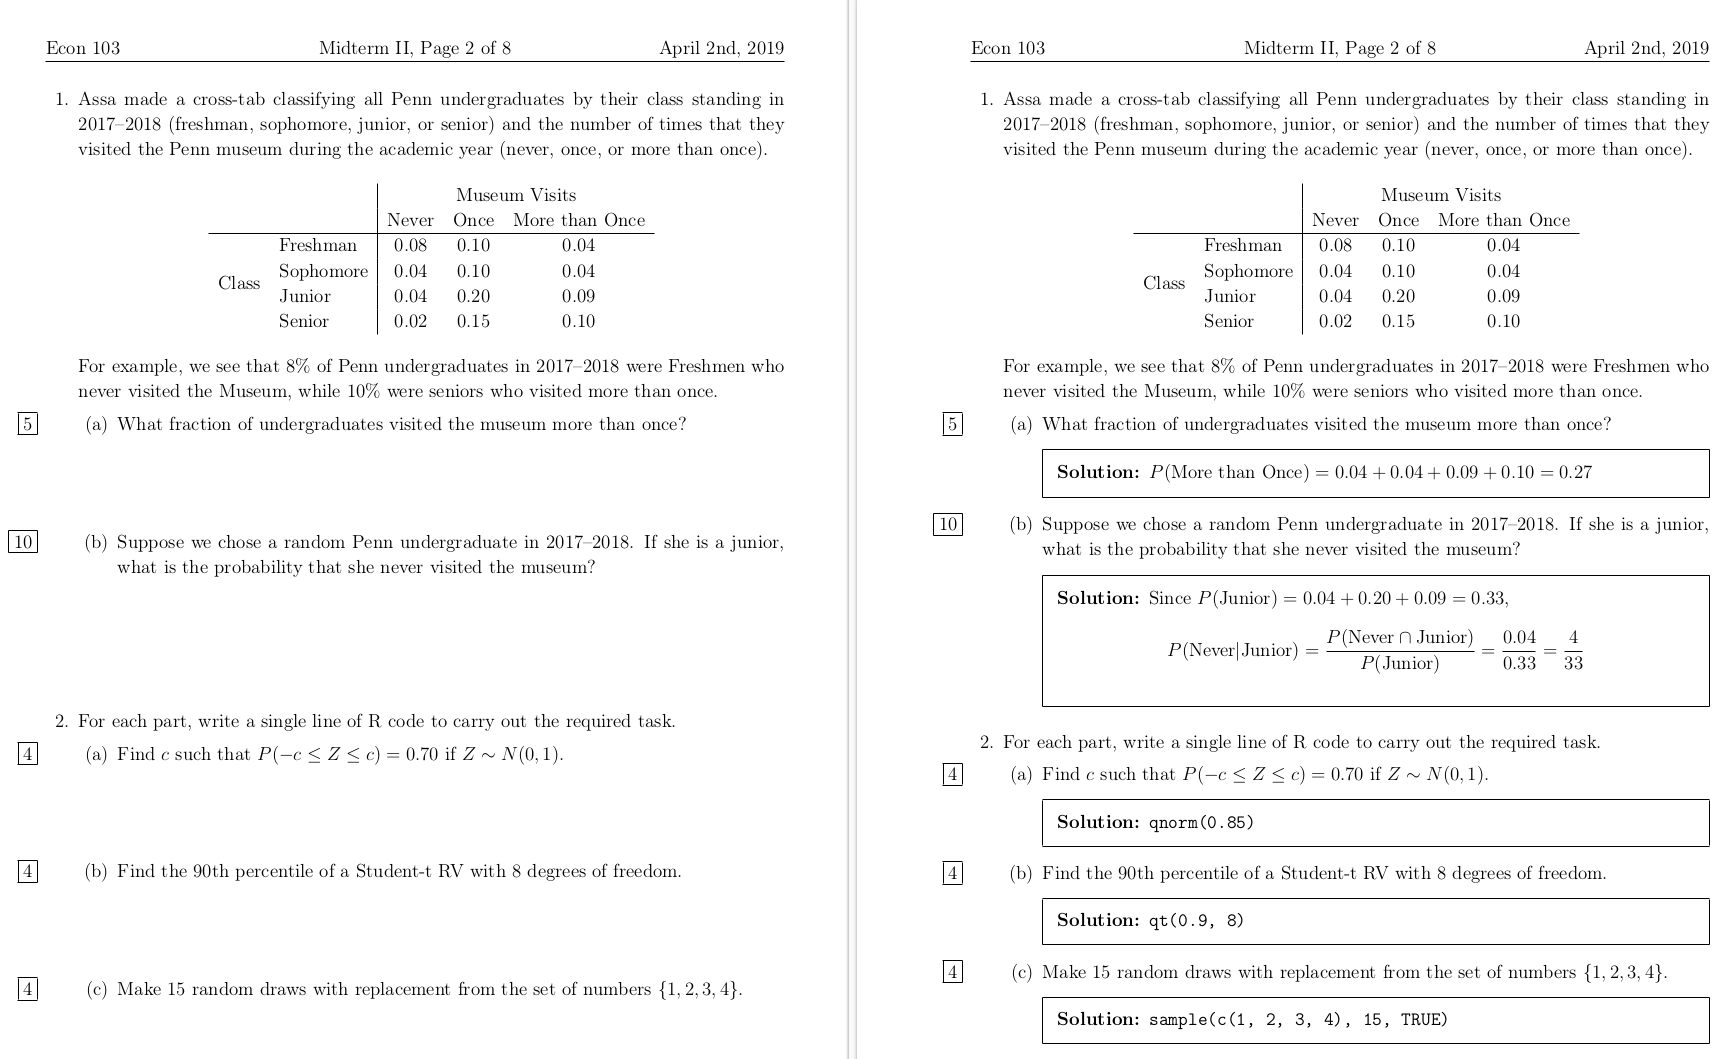 Econ 103 Midterm II, Page 2 of 8 April 2nd, 2019
1. Assa made a cross-tab classifying all Penn undergraduates by their class standing in
2017–2018 (freshman, sophomore, junior, or senior) and the number of times that they
visited the Penn museum during the academic year (never, once, or more than once).
Museum Visits
Never Once More than Once
Freshman 0.08 0.10 0.04
Sophomore 0.04 0.10 0.04
Class
Junior 0.04 0.20 0.09
Senior 0.02 0.15 0.10
For example, we see that 8% of Penn undergraduates in 2017–2018 were Freshmen who
never visited the Museum, while 10% were seniors who visited more than once.
5 (a) What fraction of undergraduates visited the museum more than once?
10 (b) Suppose we chose a random Penn undergraduate in 2017–2018. If she is a junior,
what is the probability that she never visited the museum?
2. For each part, write a single line of R code to carry out the required task.
4 (a) Find c such that P(−c ≤ Z ≤ c) = 0.70 if Z ∼ N(0, 1).
4 (b) Find the 90th percentile of a Student-t RV with 8 degrees of freedom.
4 (c) Make 15 random draws with replacement from the set of numbers {1, 2, 3, 4}.
Econ 103 Midterm II, Page 2 of 8 April 2nd, 2019
1. Assa made a cross-tab classifying all Penn undergraduates by their class standing in
2017–2018 (freshman, sophomore, junior, or senior) and the number of times that they
visited the Penn museum during the academic year (never, once, or more than once).
Museum Visits
Never Once More than Once
Freshman 0.08 0.10 0.04
Sophomore 0.04 0.10 0.04
Class
Junior 0.04 0.20 0.09
Senior 0.02 0.15 0.10
For example, we see that 8% of Penn undergraduates in 2017–2018 were Freshmen who
never visited the Museum, while 10% were seniors who visited more than once.
5 (a) What fraction of undergraduates visited the museum more than once?
Solution: P(More than Once) = 0.04 + 0.04 + 0.09 + 0.10 = 0.27
10 (b) Suppose we chose a random Penn undergraduate in 2017–2018. If she is a junior,
what is the probability that she never visited the museum?
Solution: Since P(Junior) = 0.04 + 0.20 + 0.09 = 0.33,
P(Never|Junior) = P(Never ∩ Junior) / P(Junior) = 0.04 / 0.33 = 4 / 33
2. For each part, write a single line of R code to carry out the required task.
4 (a) Find c such that P(−c ≤ Z ≤ c) = 0.70 if Z ∼ N(0, 1).
Solution: qnorm(0.85)
4 (b) Find the 90th percentile of a Student-t RV with 8 degrees of freedom.
Solution: qt(0.9, 8)
4 (c) Make 15 random draws with replacement from the set of numbers {1, 2, 3, 4}.
Solution: sample(c(1, 2, 3, 4), 15, TRUE)